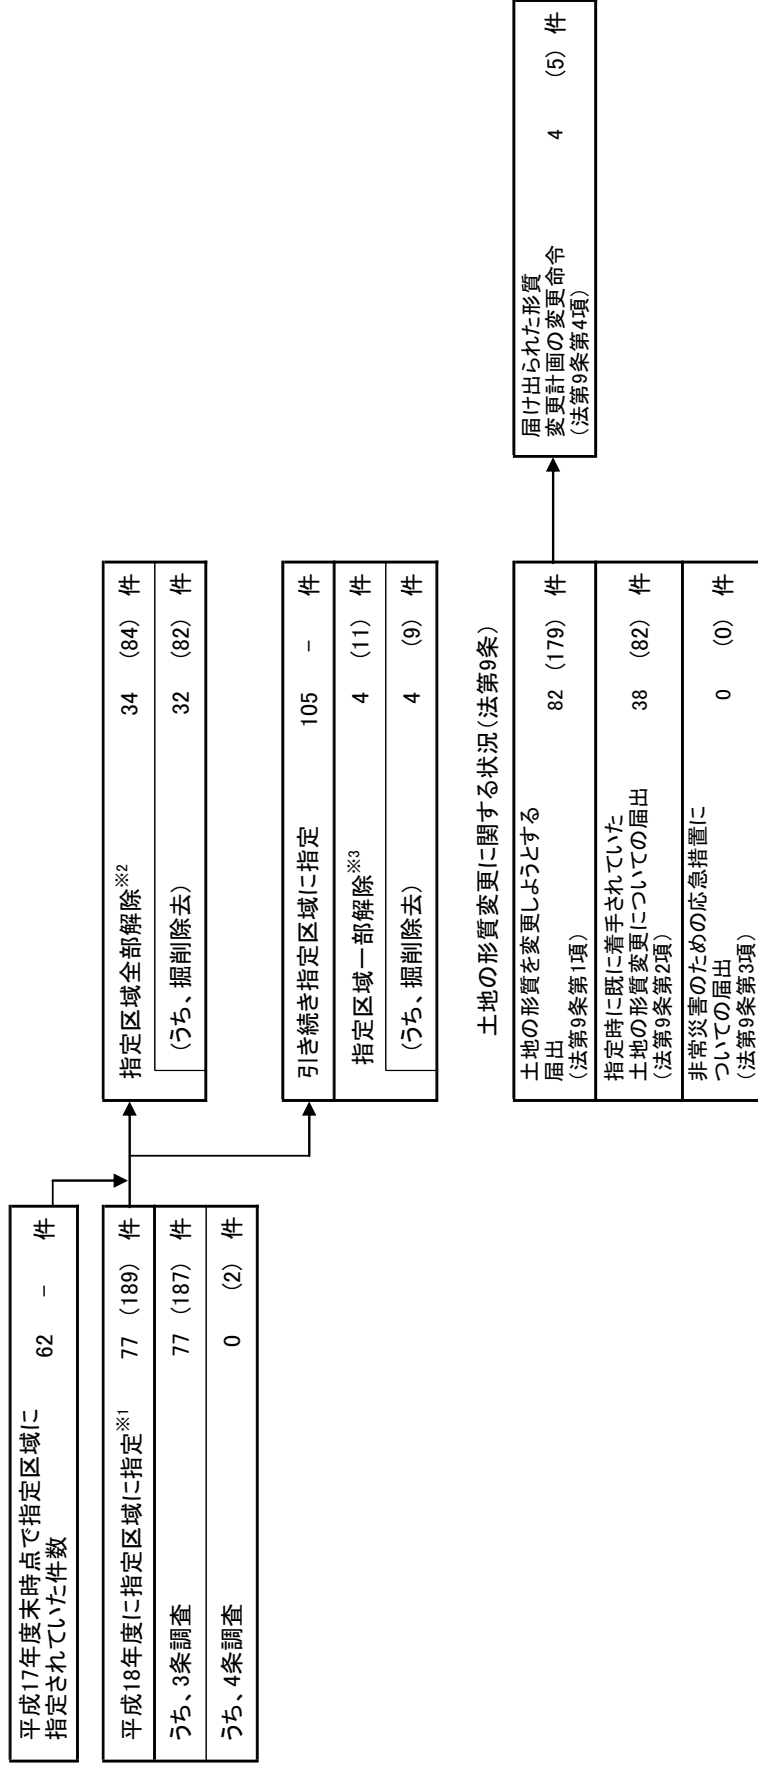 平成17年度末時点で指定区域に
指定されていた件数 62 － 件
平成18年度に指定区域に指定※1 77 (189) 件
うち、3条調査 77 (187) 件
うち、4条調査 0 (2) 件
指定区域全部解除※2 34 (84) 件
(うち、掘削除去) 32 (82) 件
引き続き指定区域に指定 105 － 件
指定区域一部解除※3 4 (11) 件
(うち、掘削除去) 4 (9) 件
土地の形質変更に関する状況(法第9条)
土地の形質を変更しようとする
届出 82 (179) 件
(法第9条第1項)
指定時に既に着手されていた
土地の形質変更についての届出 38 (82) 件
(法第9条第2項)
非常災害のための応急措置に
ついての届出 0 (0) 件
(法第9条第3項)
届け出られた形質
変更計画の変更命令 4 (5) 件
(法第9条第4項)